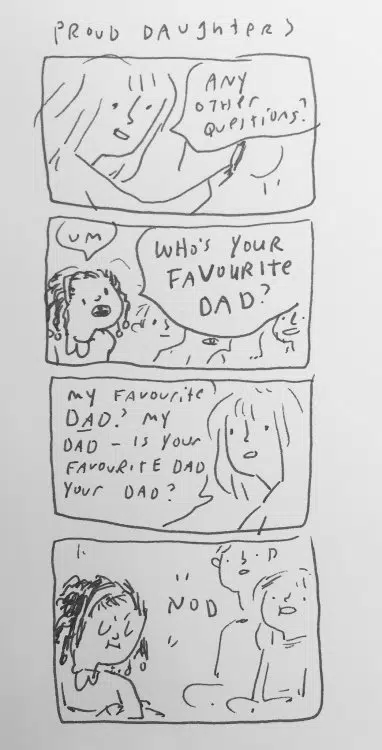 PROUD DAUGHTERS
ANY
OTHER
QUESTIONS?
UM
WHO'S YOUR
FAVOURITE
DAD?
MY FAVOURITE
DAD? MY
DAD – IS YOUR
FAVOURITE DAD
YOUR DAD?
NOD